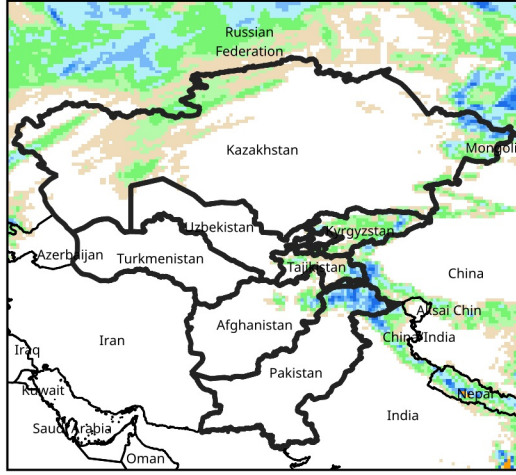 Russian
Federation
Kazakhstan
Mongoli
Uzbekistan
Kyrgyzstan
Azerbaijan
Turkmenistan
Tajikistan
China
Aksai Chin
Afghanistan
Iran
China/India
Iraq
Pakistan
Kuwait
Nepal
India
Saudi Arabia
Oman